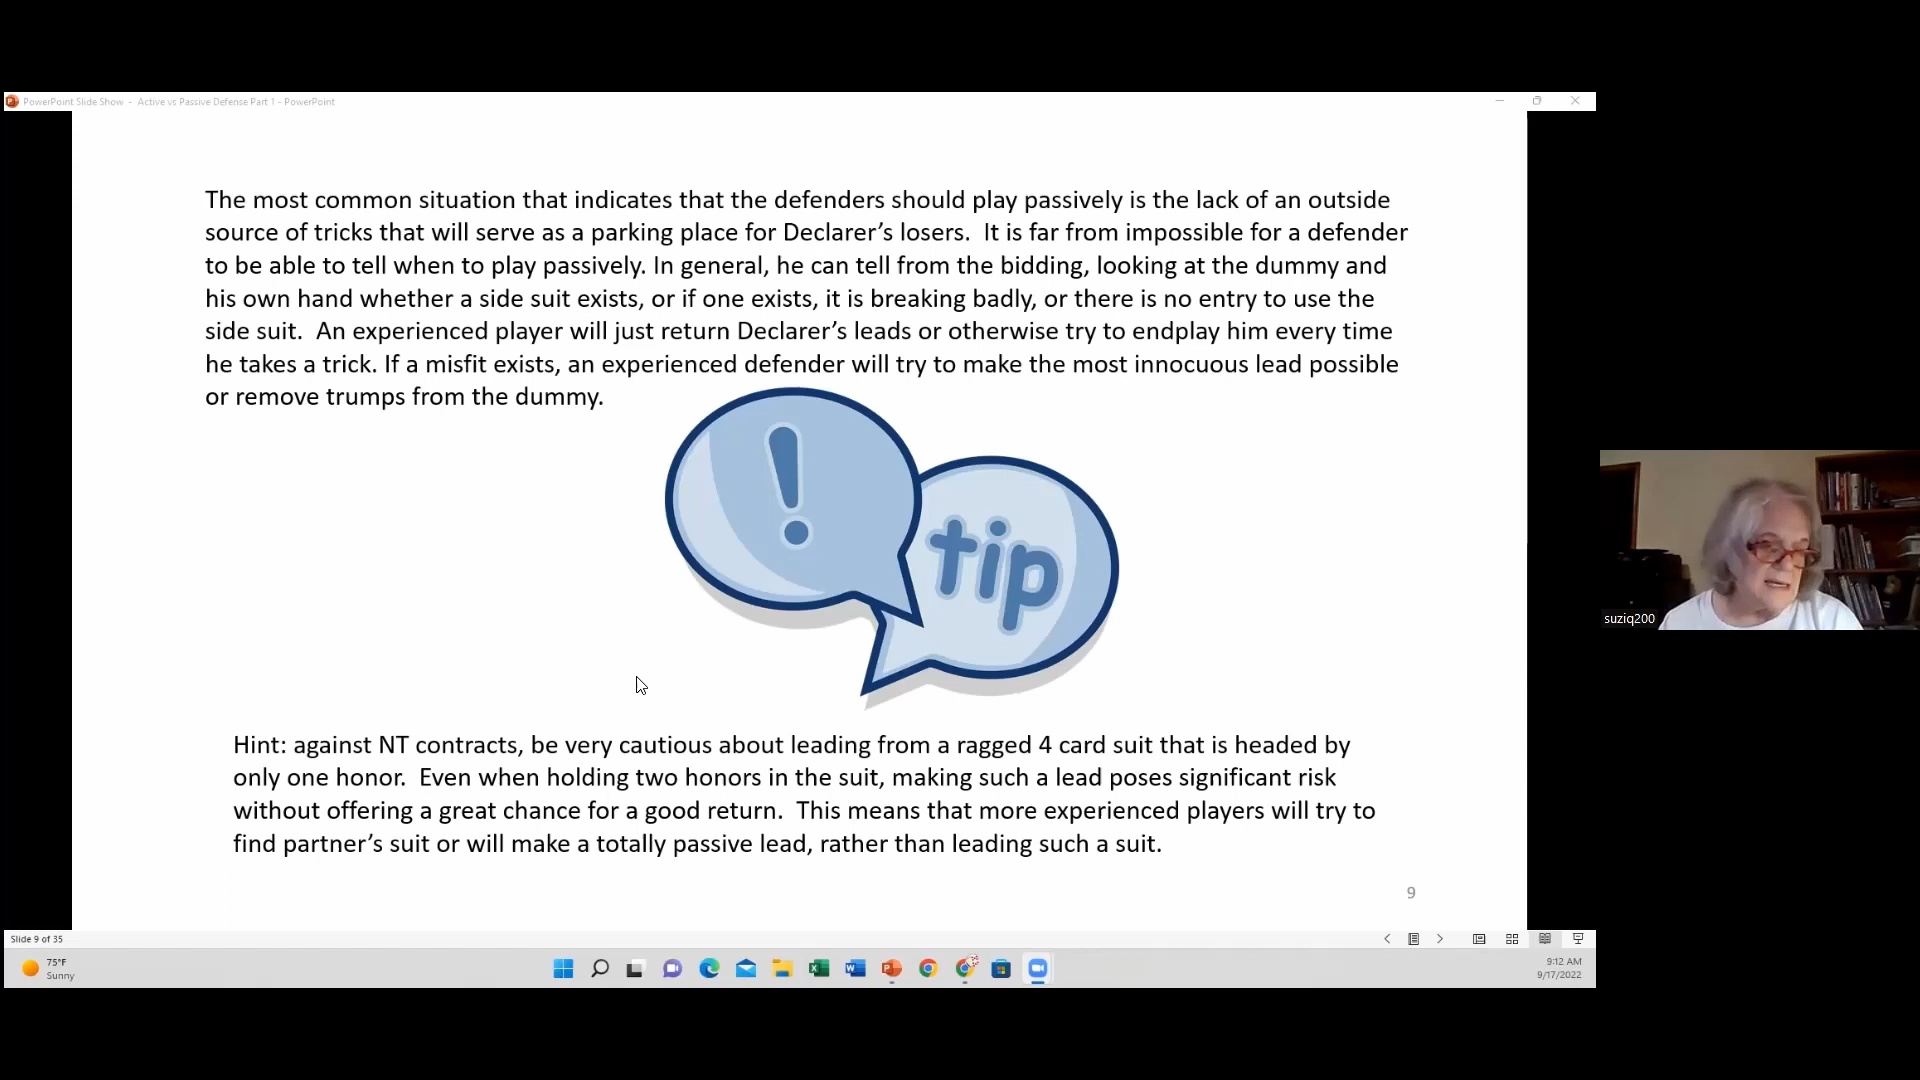 PowerPoint Slide Show - Active vs Passive Defense Part 1 - PowerPoint
The most common situation that indicates that the defenders should play passively is the lack of an outside
source of tricks that will serve as a parking place for Declarer’s losers.  It is far from impossible for a defender
to be able to tell when to play passively. In general, he can tell from the bidding, looking at the dummy and
his own hand whether a side suit exists, or if one exists, it is breaking badly, or there is no entry to use the
side suit.  An experienced player will just return Declarer’s leads or otherwise try to endplay him every time
he takes a trick. If a misfit exists, an experienced defender will try to make the most innocuous lead possible
or remove trumps from the dummy.
!
tip
suziq200
Hint: against NT contracts, be very cautious about leading from a ragged 4 card suit that is headed by
only one honor.  Even when holding two honors in the suit, making such a lead poses significant risk
without offering a great chance for a good return.  This means that more experienced players will try to
find partner’s suit or will make a totally passive lead, rather than leading such a suit.
9
Slide 9 of 35
75°F
Sunny
9:12 AM
9/17/2022